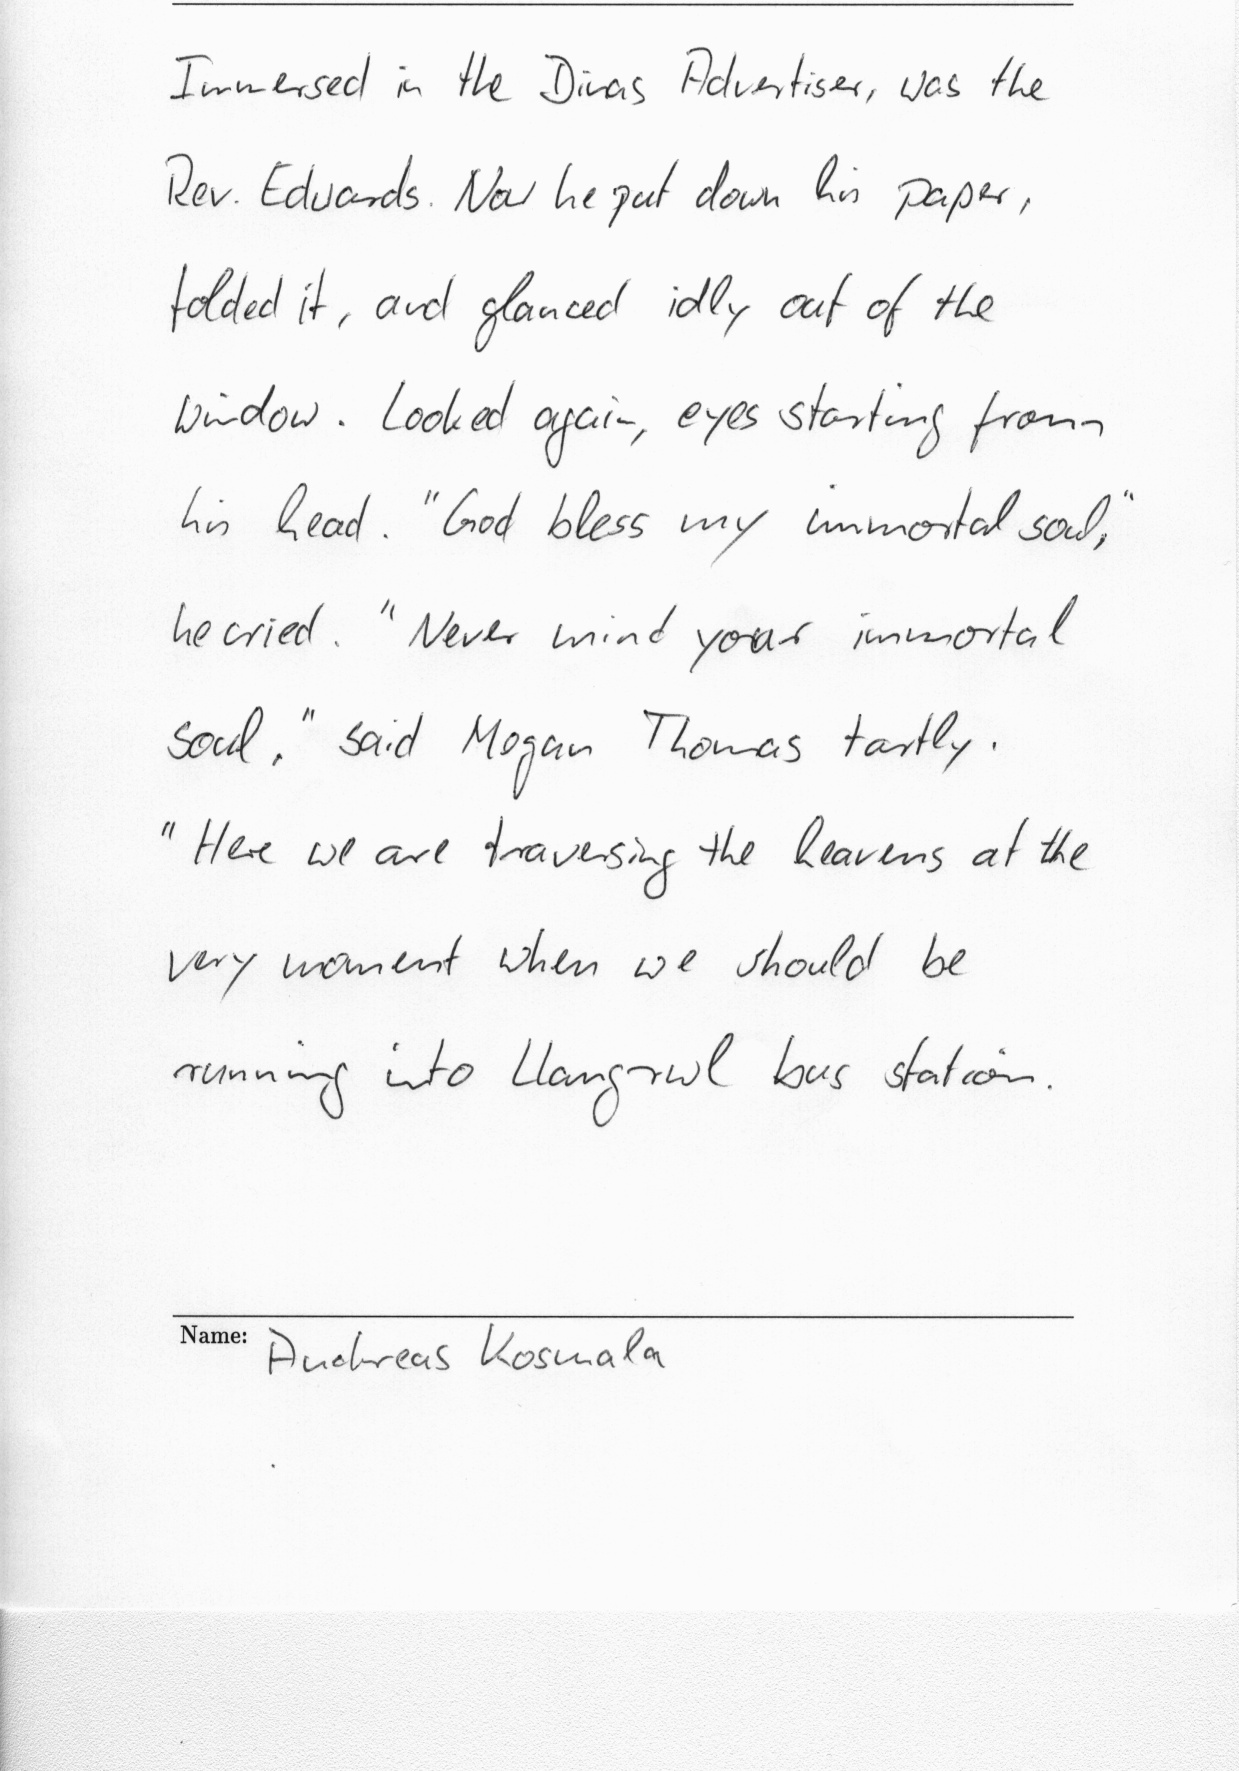 Immersed in the Dinas Advertiser, was the
Rev. Edwards. Now he put down his paper,
folded it, and glanced idly out of the
window. Looked again, eyes starting from
his head. "God bless my immortal soul,"
he cried. "Never mind your immortal
soul," said Megan Thomas tartly.
"Here we are traversing the heavens at the
very moment when we should be
running into Llangrwl bus station.
Name: Andreas Kosmala